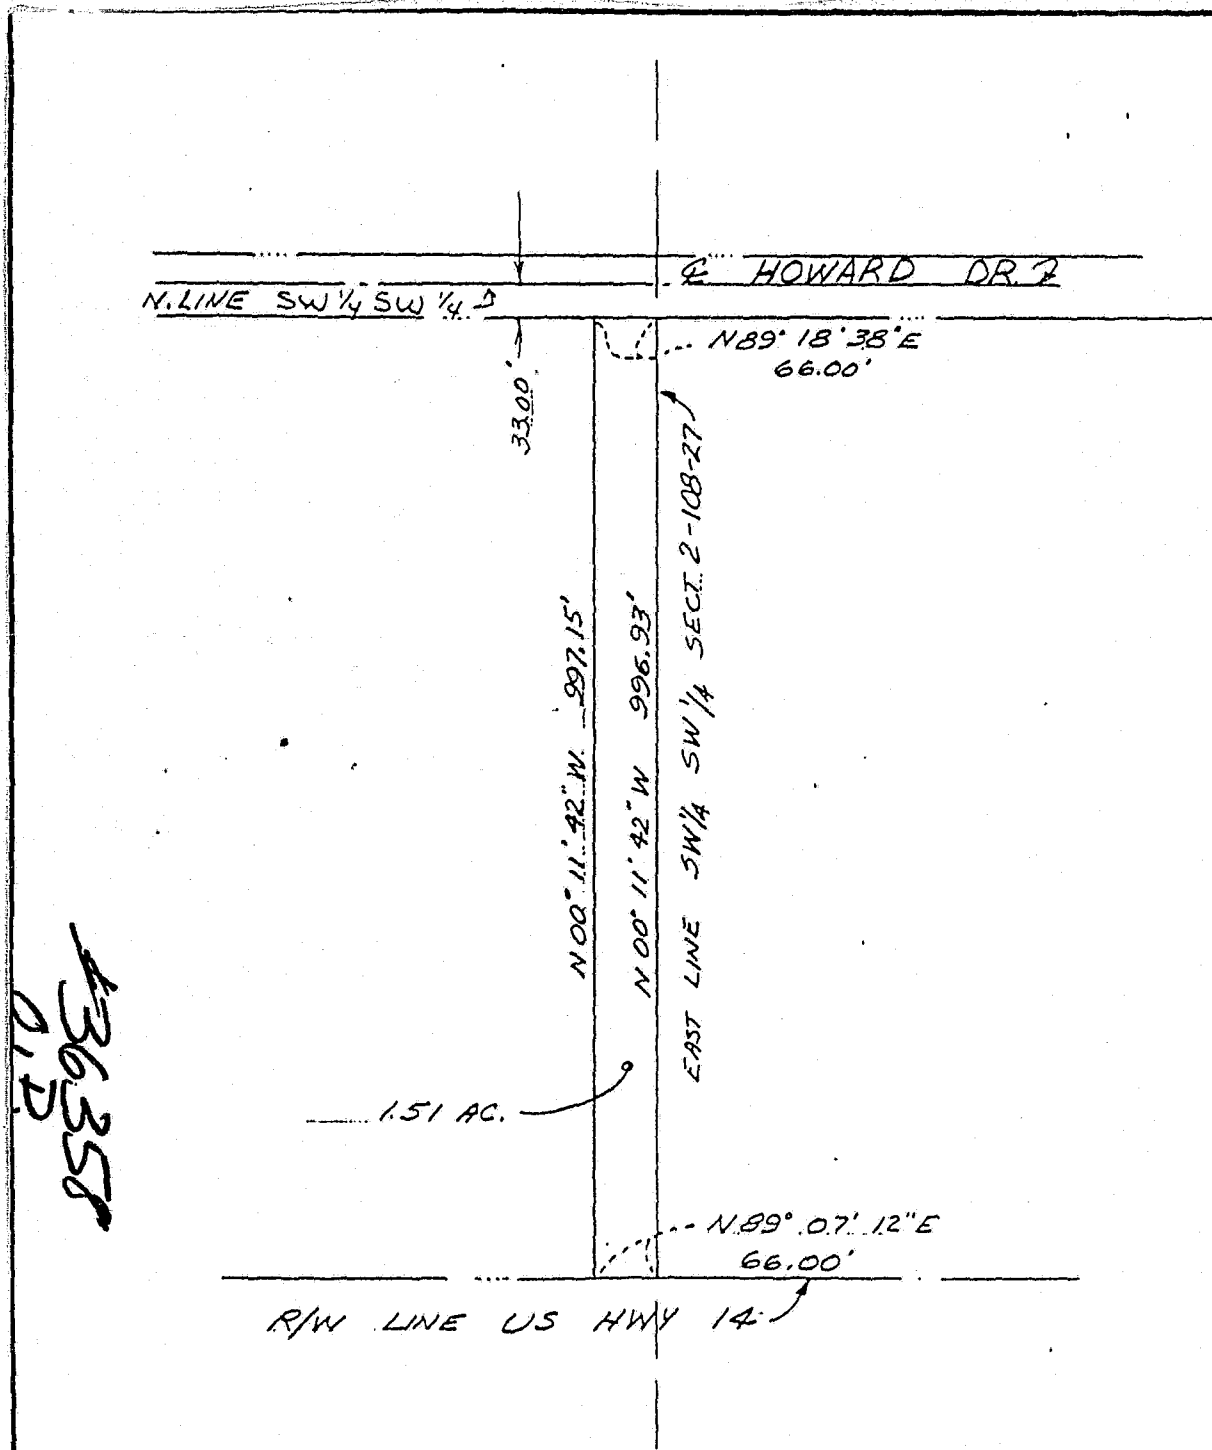 ℄ HOWARD DR.
N. LINE SW 1/4 SW 1/4
N89° 18' 38" E
66.00'
33.00'
EAST LINE SW 1/4 SW 1/4 SECT. 2-108-27
N 00° 11' 42" W 997.15'
N 00° 11' 42" W 996.93'
#36358
1.51 AC.
N 89° 07' 12" E
66.00'
R/W LINE US HWY 14